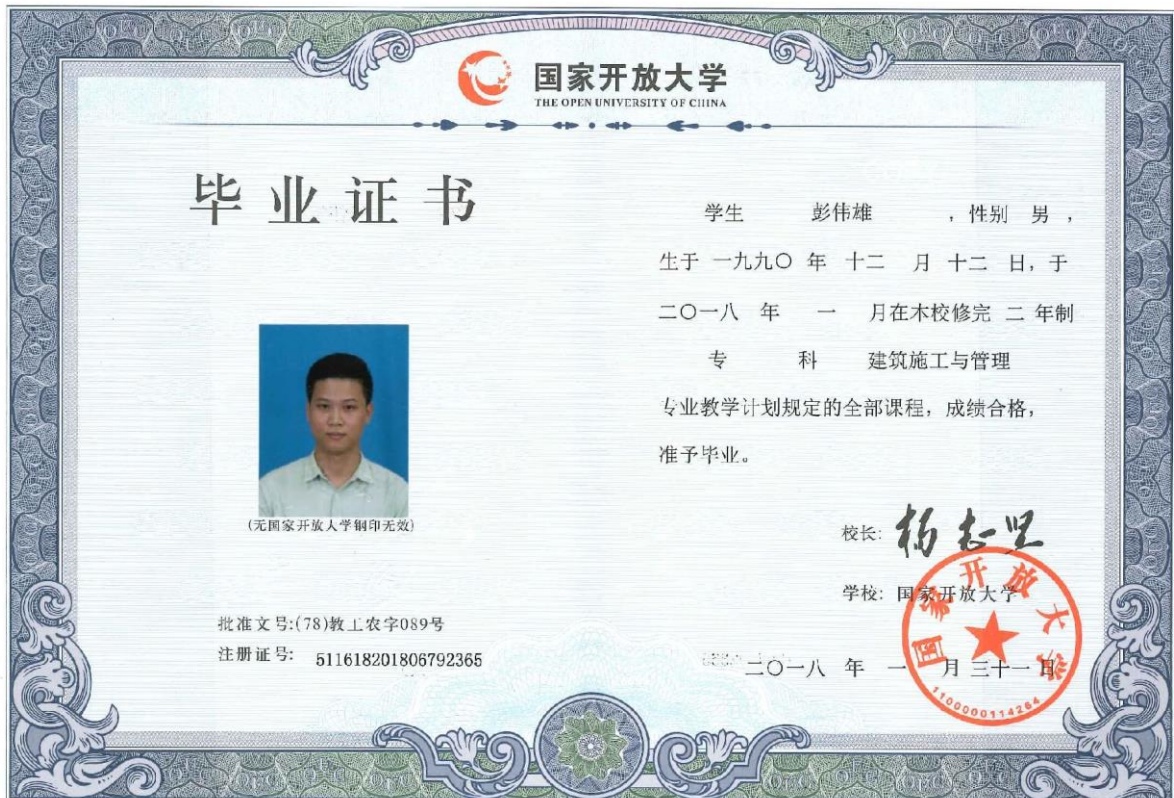 国家开放大学
THE OPEN UNIVERSITY OF CHINA
毕业证书
(无国家开放大学钢印无效)
批准文号:(78)教工农字089号
注册证号: 511618201806792365
学生 彭伟雄 ，性别 男 ，
生于 一九九〇 年 十二 月 十二 日，于
二〇一八 年 一 月在本校修完 二 年制
专 科 建筑施工与管理
专业教学计划规定的全部课程，成绩合格，
准予毕业。
校长: 杨志坚
学校: 国家开放大学
二〇一八 年 一 月 三十一 日
国家开放大学
1100000114264